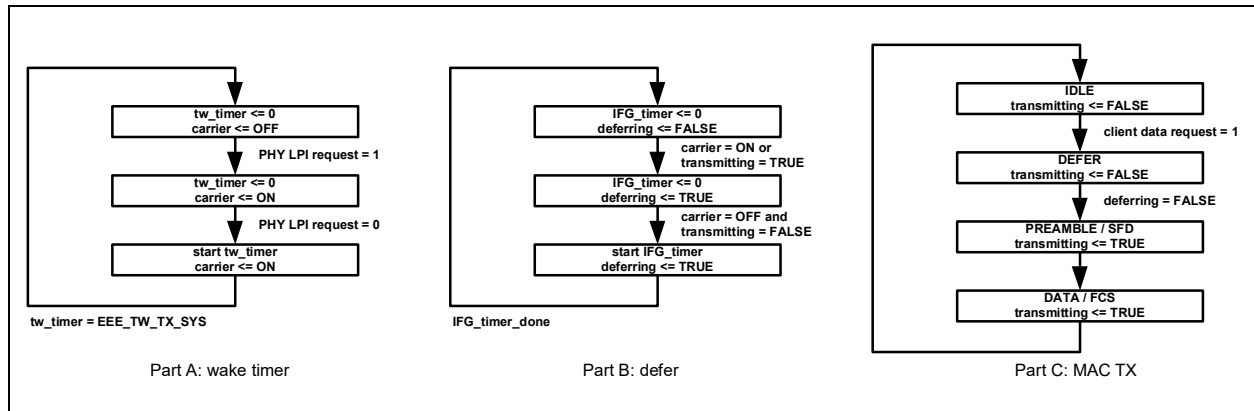 tw_timer <= 0
carrier <= OFF
PHY LPI request = 1
tw_timer <= 0
carrier <= ON
PHY LPI request = 0
start tw_timer
carrier <= ON
tw_timer = EEE_TW_TX_SYS
Part A: wake timer
IFG_timer <= 0
deferring <= FALSE
carrier = ON or
transmitting = TRUE
IFG_timer <= 0
deferring <= TRUE
carrier = OFF and
transmitting = FALSE
start IFG_timer
deferring <= TRUE
IFG_timer_done
Part B: defer
IDLE
transmitting <= FALSE
client data request = 1
DEFER
transmitting <= FALSE
deferring = FALSE
PREAMBLE / SFD
transmitting <= TRUE
DATA / FCS
transmitting <= TRUE
Part C: MAC TX